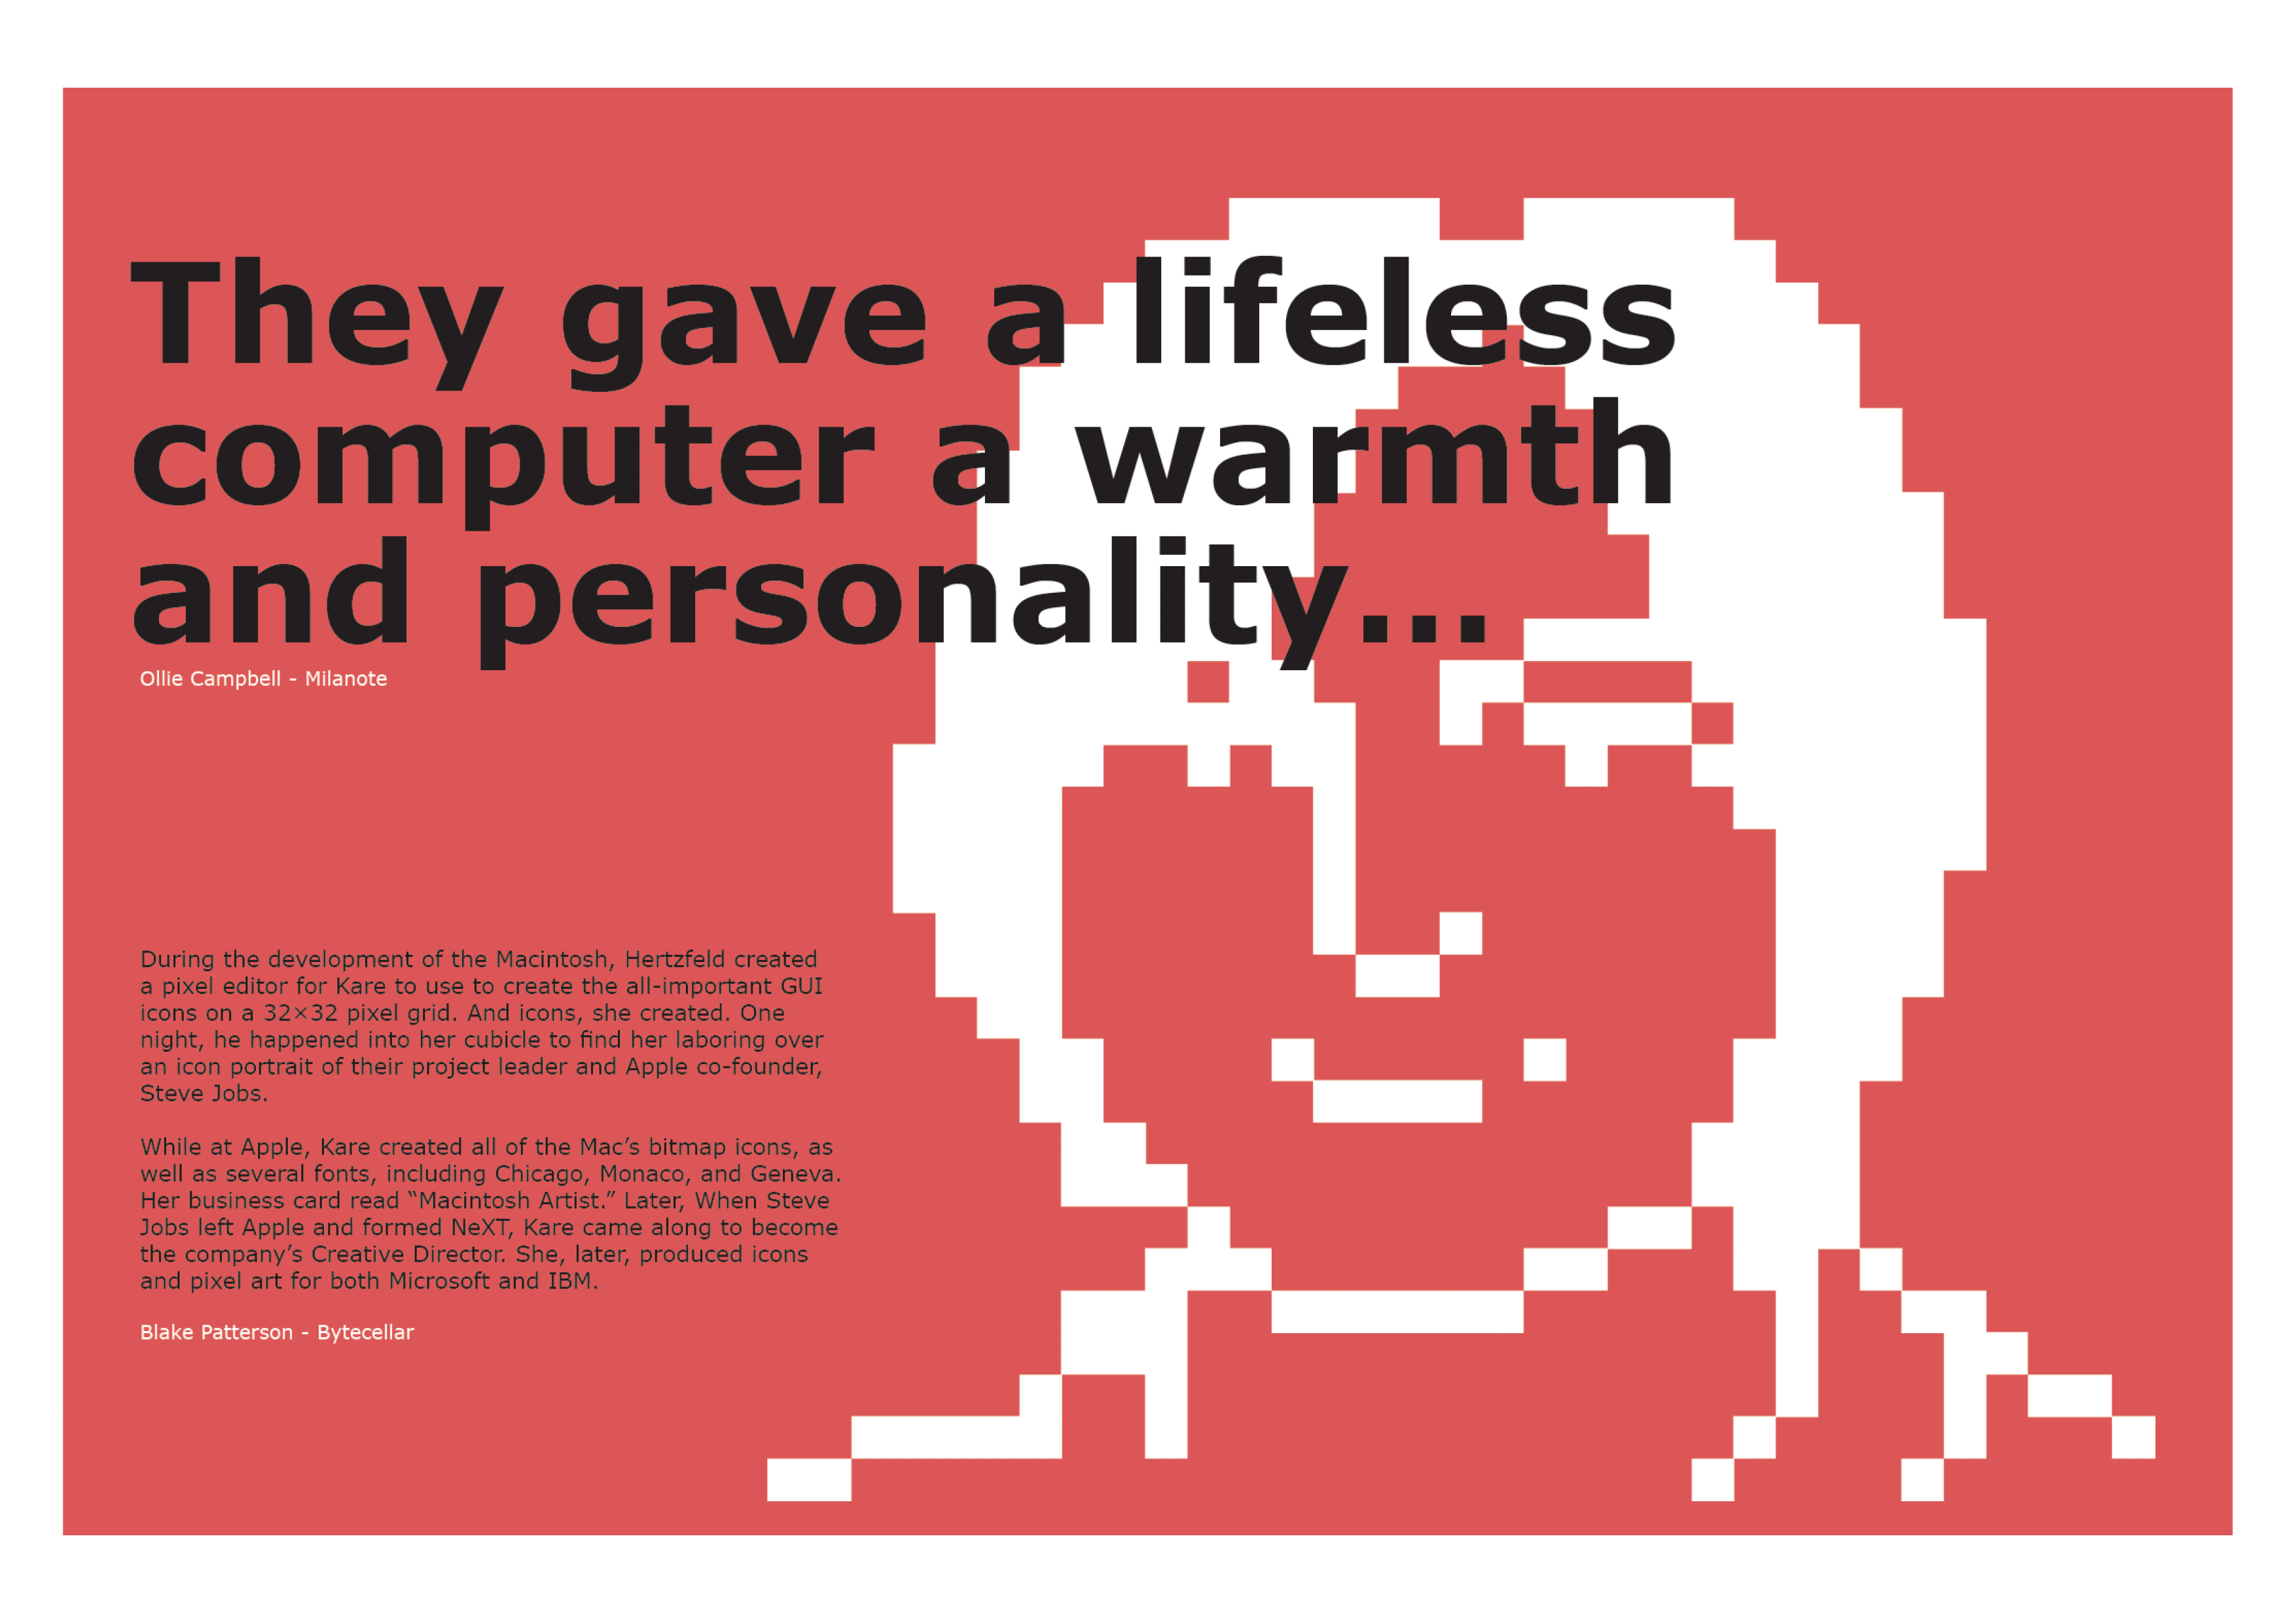 They gave a lifeless
computer a warmth
and personality...
Ollie Campbell - Milanote
During the development of the Macintosh, Hertzfeld created
a pixel editor for Kare to use to create the all-important GUI
icons on a 32×32 pixel grid. And icons, she created. One
night, he happened into her cubicle to find her laboring over
an icon portrait of their project leader and Apple co-founder,
Steve Jobs.
While at Apple, Kare created all of the Mac’s bitmap icons, as
well as several fonts, including Chicago, Monaco, and Geneva.
Her business card read “Macintosh Artist.” Later, When Steve
Jobs left Apple and formed NeXT, Kare came along to become
the company’s Creative Director. She, later, produced icons
and pixel art for both Microsoft and IBM.
Blake Patterson - Bytecellar